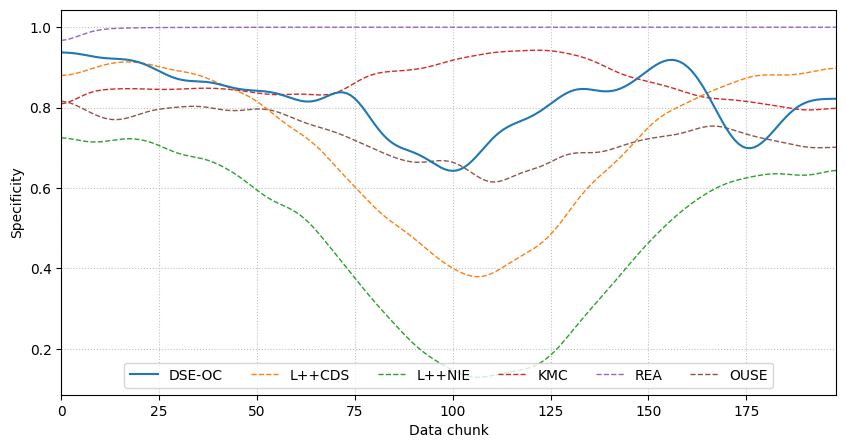 1.0
0.8
0.6
0.4
0.2
Specificity
DSE-OC L++CDS L++NIE KMC REA OUSE
0 25 50 75 100 125 150 175
Data chunk